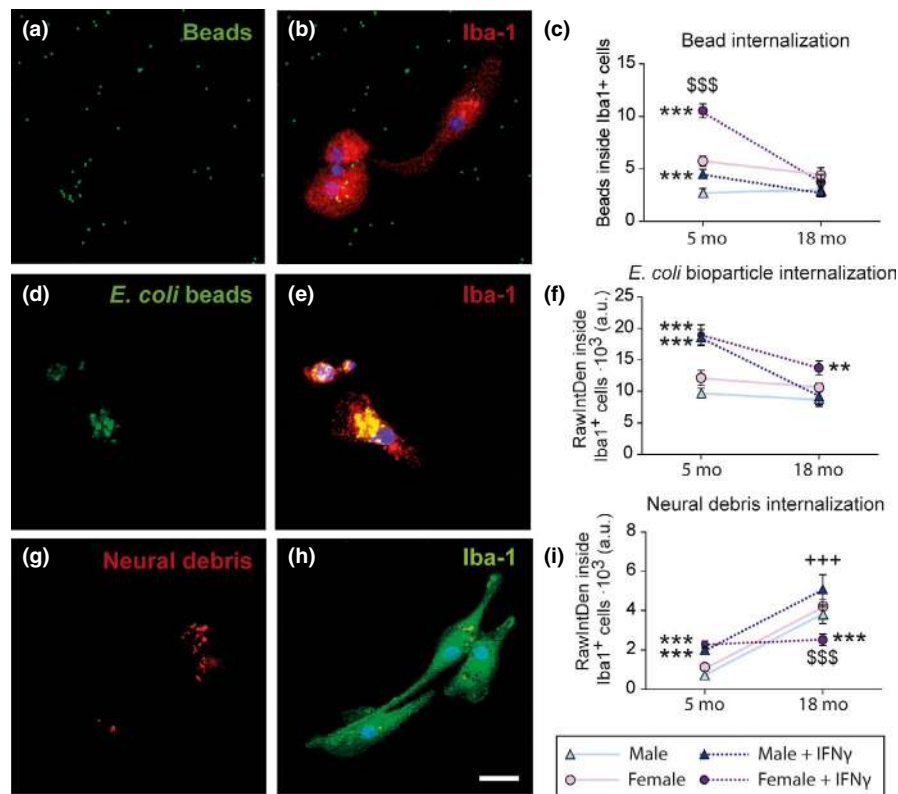 (a) Beads
(b) Iba-1
(c) Bead internalization
Beads inside Iba1+ cells
15
10
5
0
$$$
***
***
5 mo
18 mo
(d) E. coli beads
(e) Iba-1
(f) E. coli bioparticle internalization
RawIntDen inside
Iba1⁺ cells · 10³ (a.u.)
25
20
15
10
5
0
***
***
**
5 mo
18 mo
(g) Neural debris
(h) Iba-1
(i) Neural debris internalization
RawIntDen inside
Iba1⁺ cells · 10³ (a.u.)
8
6
4
2
0
+++
***
***
***
$$$
5 mo
18 mo
Male
Male + IFNγ
Female
Female + IFNγ